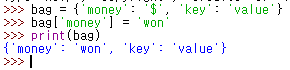 >>> bag = {'money': '$', 'key': 'value'}
>>> bag['money'] = 'won'
>>> print(bag)
{'money': 'won', 'key': 'value'}
>>>